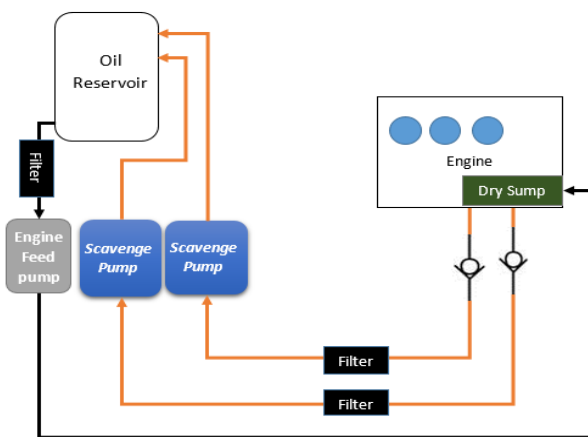 Oil
Reservoir
Filter
Engine
Feed
pump
Scavenge
Pump
Scavenge
Pump
Engine
Dry Sump
Filter
Filter